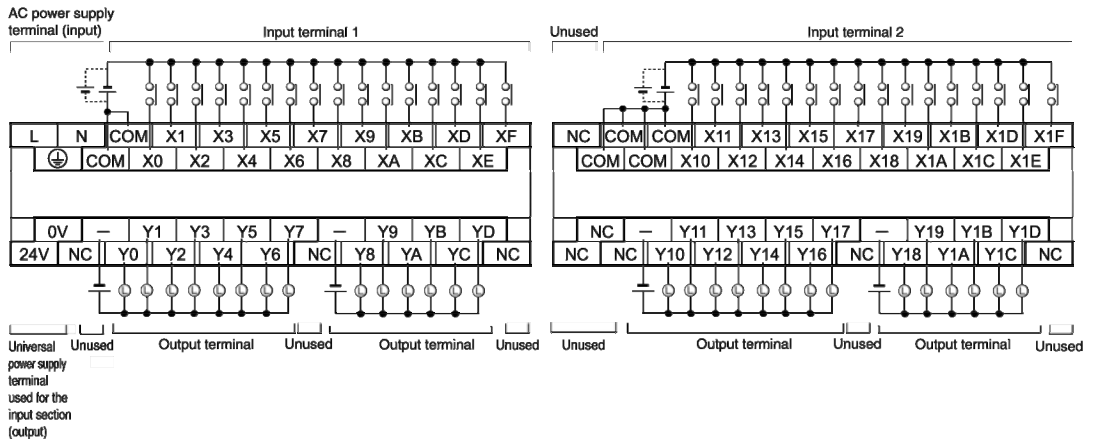 AC power supply
terminal (input)
Input terminal 1
Unused
Input terminal 2
L N COM X1 X3 X5 X7 X9 XB XD XF
COM X0 X2 X4 X6 X8 XA XC XE
NC COM COM X11 X13 X15 X17 X19 X1B X1D X1F
COM COM X10 X12 X14 X16 X18 X1A X1C X1E
0V – Y1 Y3 Y5 Y7 – Y9 YB YD
24V NC Y0 Y2 Y4 Y6 NC Y8 YA YC NC
NC – Y11 Y13 Y15 Y17 – Y19 Y1B Y1D
NC NC Y10 Y12 Y14 Y16 NC Y18 Y1A Y1C NC
L L L L L L L L L L L L L L
L L L L L L L L L L L L L L
Universal
power supply
terminal
used for the
input section
(output)
Unused
Output terminal
Unused
Output terminal
Unused
Unused
Output terminal
Unused
Output terminal
Unused